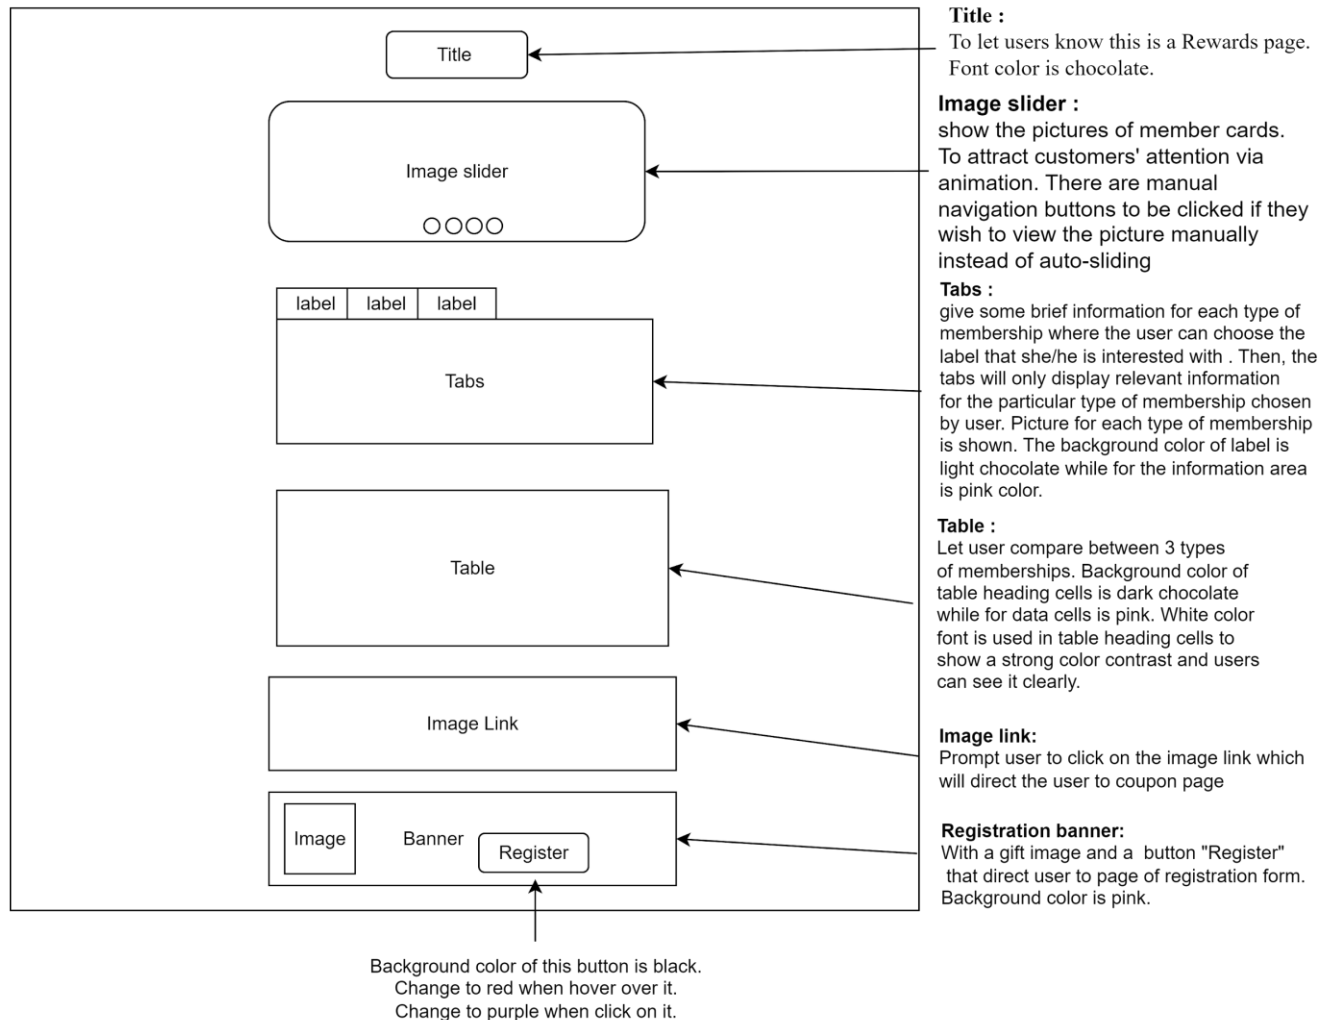 Title
Image slider
label label label
Tabs
Table
Image Link
Image
Banner
Register
Background color of this button is black.
Change to red when hover over it.
Change to purple when click on it.
Title :
To let users know this is a Rewards page.
Font color is chocolate.
Image slider :
show the pictures of member cards.
To attract customers' attention via
animation. There are manual
navigation buttons to be clicked if they
wish to view the picture manually
instead of auto-sliding
Tabs :
give some brief information for each type of
membership where the user can choose the
label that she/he is interested with . Then, the
tabs will only display relevant information
for the particular type of membership chosen
by user. Picture for each type of membership
is shown. The background color of label is
light chocolate while for the information area
is pink color.
Table :
Let user compare between 3 types
of memberships. Background color of
table heading cells is dark chocolate
while for data cells is pink. White color
font is used in table heading cells to
show a strong color contrast and users
can see it clearly.
Image link:
Prompt user to click on the image link which
will direct the user to coupon page
Registration banner:
With a gift image and a button "Register"
that direct user to page of registration form.
Background color is pink.